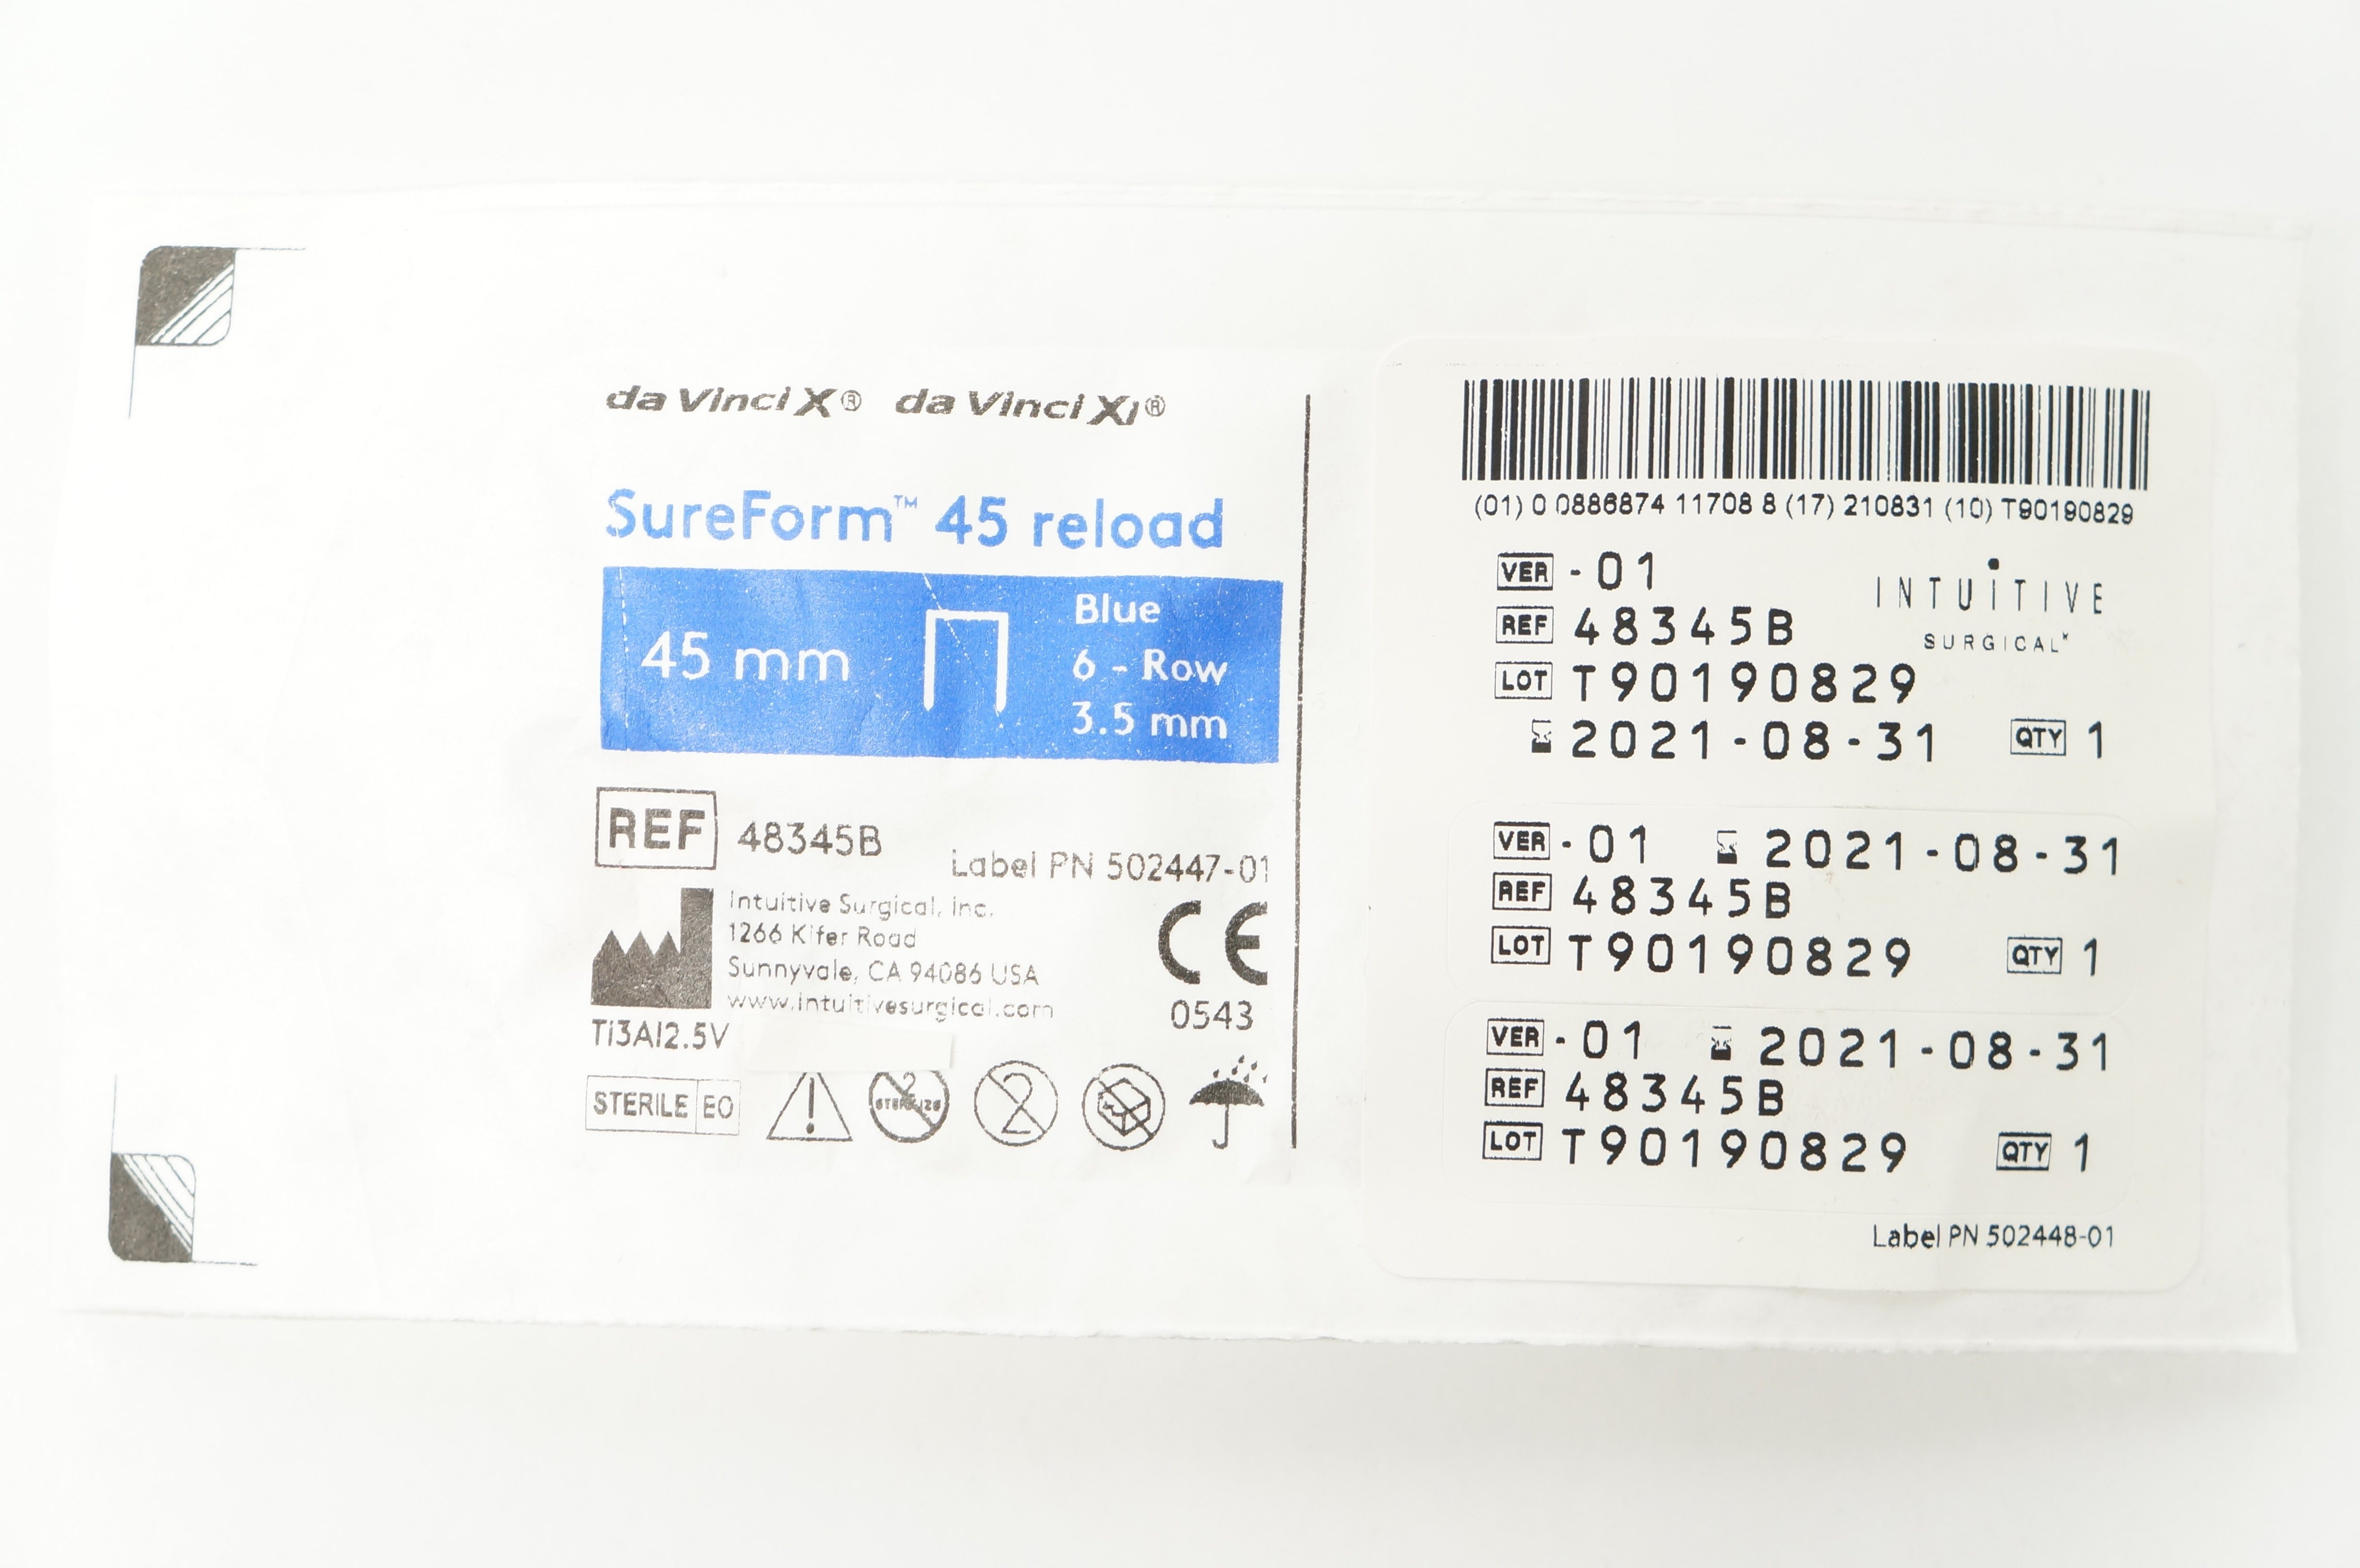 da Vinci X® da Vinci Xi®
SureForm™ 45 reload
45 mm
Blue
6 - Row
3.5 mm
REF 48345B
Label PN 502447-01
Intuitive Surgical, Inc.
1266 Kifer Road
Sunnyvale, CA 94086 USA
www.intuitivesurgical.com
CE
0543
Ti3Al2.5V
STERILE EO
2
STERILIZE
2
(01) 0 0886874 11708 8 (17) 210831 (10) T90190829
VER -01
INTUITIVE
SURGICAL
REF 48345B
LOT T90190829
2021-08-31 QTY 1
VER -01 2021-08-31
REF 48345B
LOT T90190829 QTY 1
VER -01 2021-08-31
REF 48345B
LOT T90190829 QTY 1
Label PN 502448-01